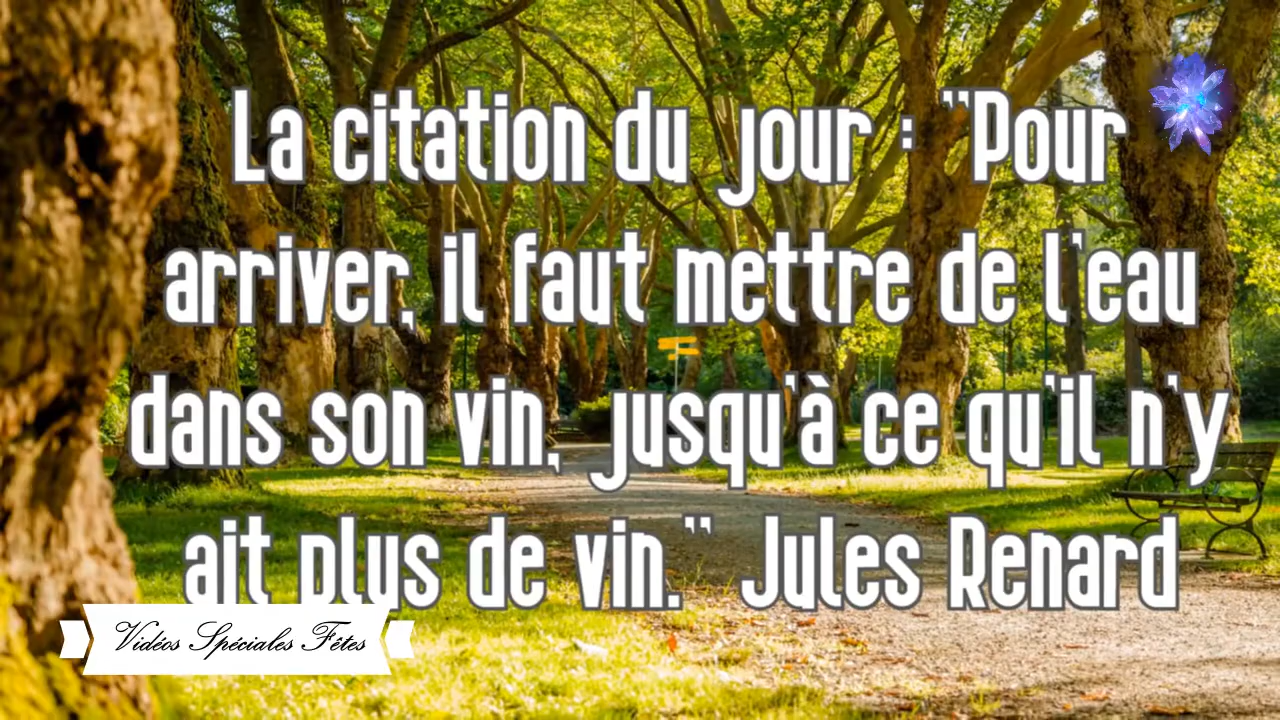 La citation du jour : "Pour
arriver, il faut mettre de l'eau
dans son vin, jusqu'à ce qu'il n'y
ait plus de vin." Jules Renard
Vidéos Spéciales Fêtes